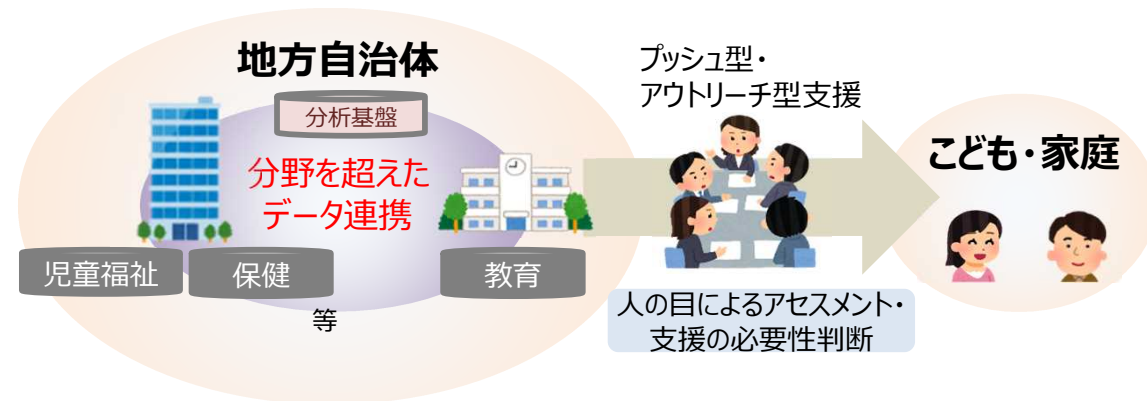 地方自治体
分析基盤
分野を超えた
データ連携
児童福祉
保健
教育
等
プッシュ型・
アウトリーチ型支援
人の目によるアセスメント・
支援の必要性判断
こども・家庭